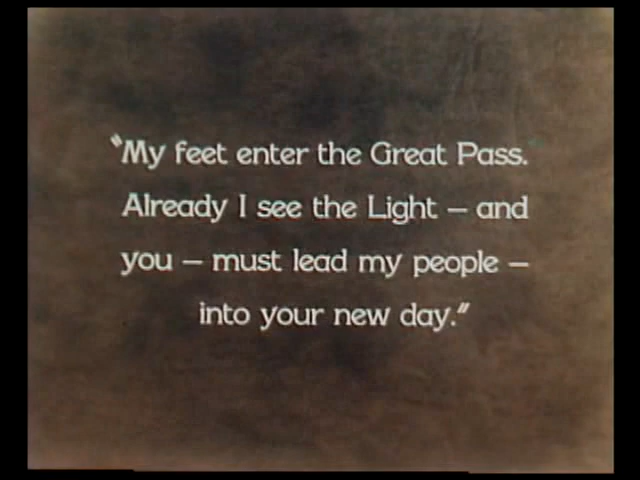 "My feet enter the Great Pass.
Already I see the Light — and
you — must lead my people —
into your new day."